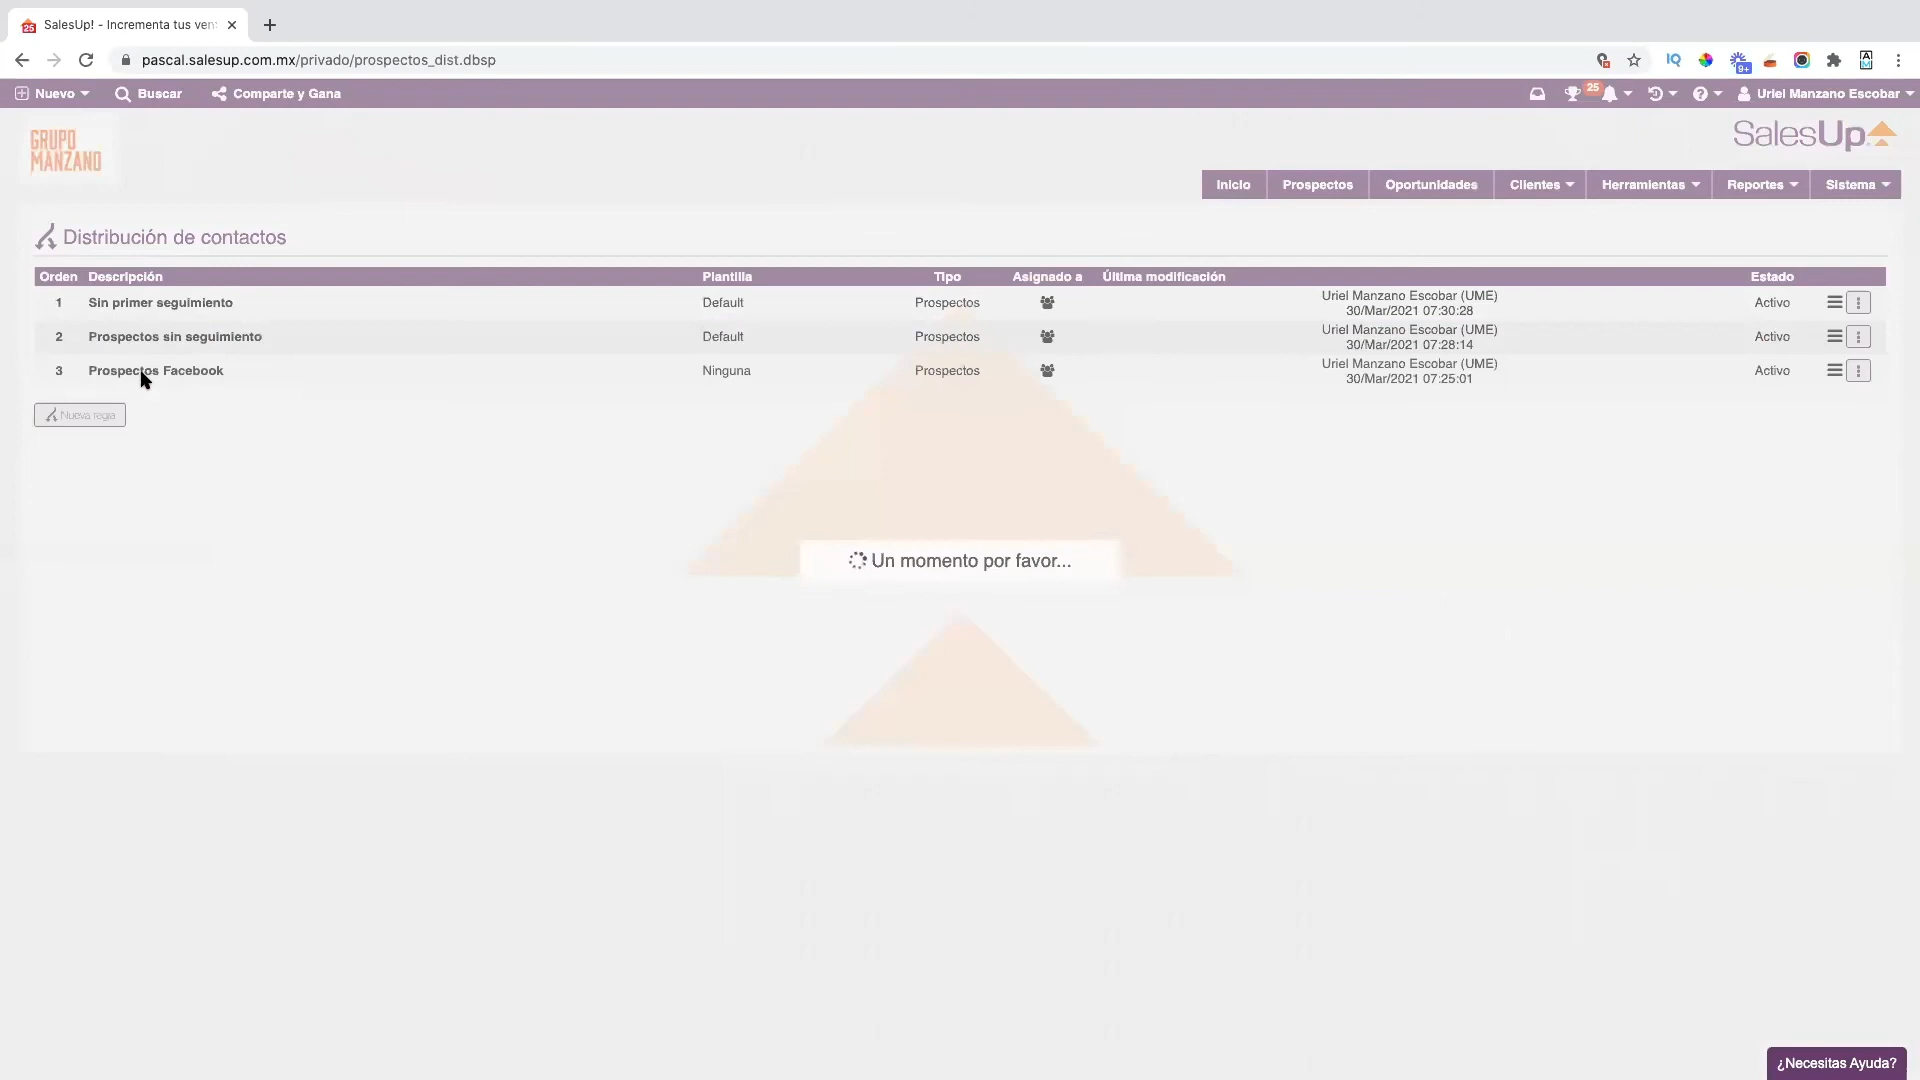 25 SalesUp! - Incrementa tus ven
pascal.salesup.com.mx/privado/prospectos_dist.dbsp
IQ 9+
Nuevo Buscar Comparte y Gana 25 Uriel Manzano Escobar
GRUPO
MANZANO
SalesUp
Inicio Prospectos Oportunidades Clientes Herramientas Reportes Sistema
Distribución de contactos
Orden Descripción Plantilla Tipo Asignado a Última modificación Estado
1 Sin primer seguimiento Default Prospectos Uriel Manzano Escobar (UME) 30/Mar/2021 07:30:28 Activo
2 Prospectos sin seguimiento Default Prospectos Uriel Manzano Escobar (UME) 30/Mar/2021 07:28:14 Activo
3 Prospectos Facebook Ninguna Prospectos Uriel Manzano Escobar (UME) 30/Mar/2021 07:25:01 Activo
Nueva regla
Un momento por favor...
¿Necesitas Ayuda?